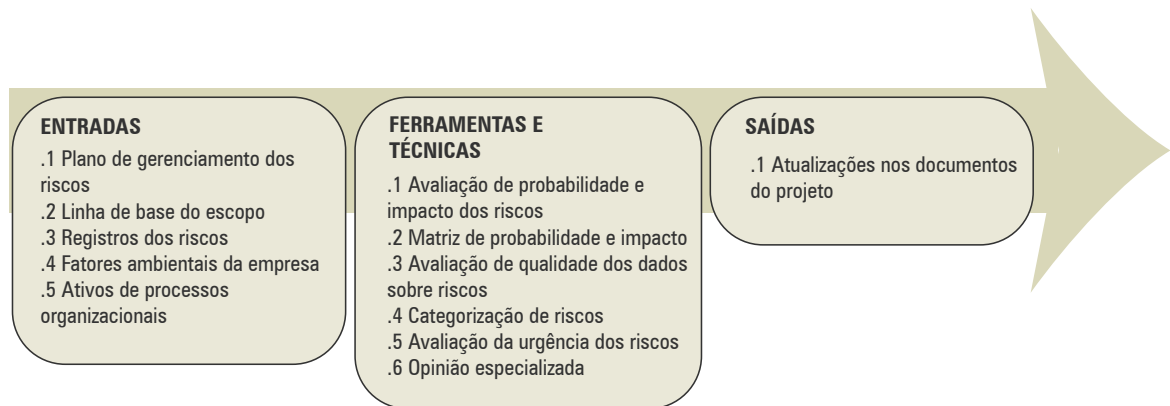 ENTRADAS
.1 Plano de gerenciamento dos
riscos
.2 Linha de base do escopo
.3 Registros dos riscos
.4 Fatores ambientais da empresa
.5 Ativos de processos
organizacionais
FERRAMENTAS E
TÉCNICAS
.1 Avaliação de probabilidade e
impacto dos riscos
.2 Matriz de probabilidade e impacto
.3 Avaliação de qualidade dos dados
sobre riscos
.4 Categorização de riscos
.5 Avaliação da urgência dos riscos
.6 Opinião especializada
SAÍDAS
.1 Atualizações nos documentos
do projeto